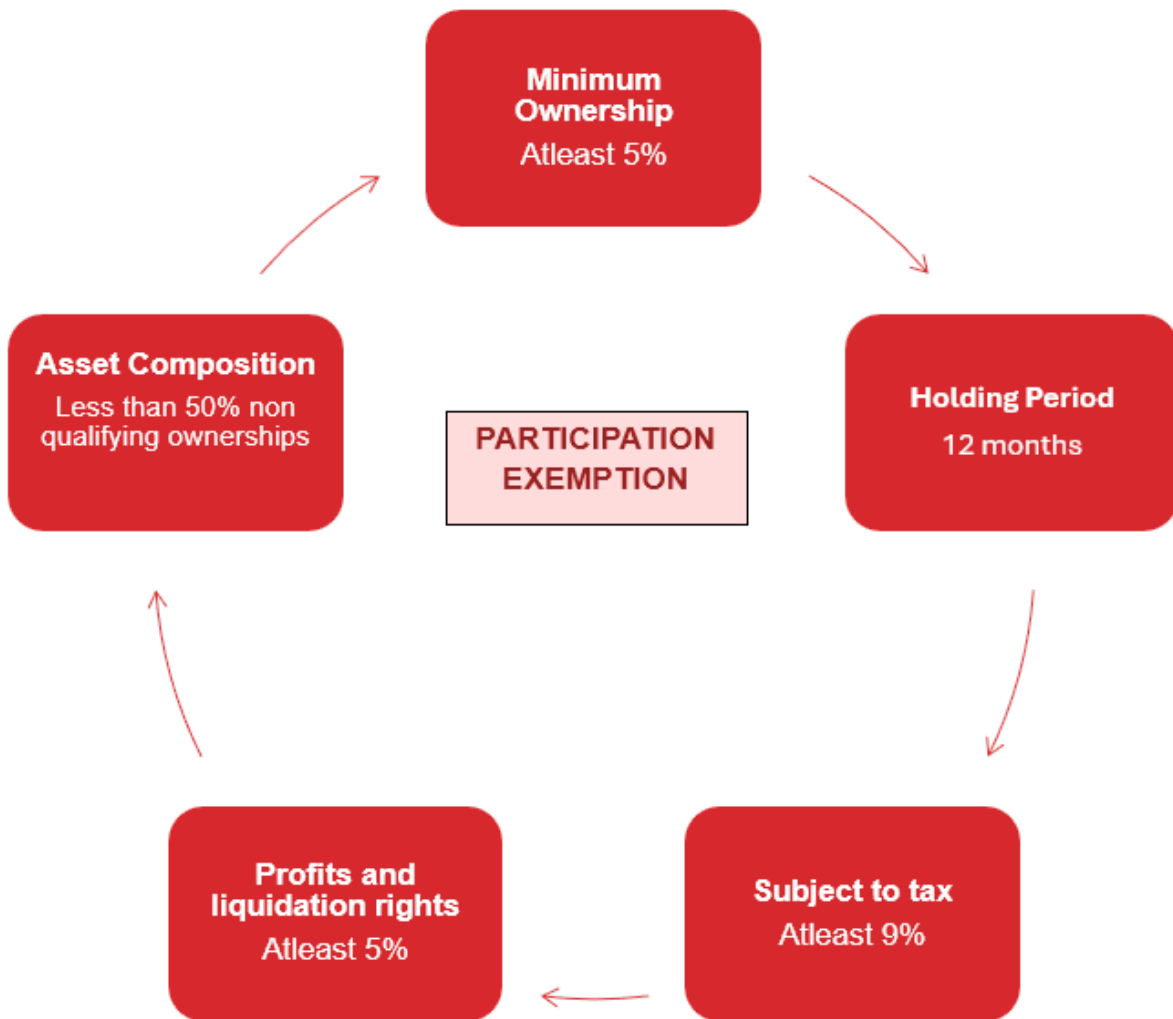 Minimum
Ownership
Atleast 5%
Holding Period
12 months
Subject to tax
Atleast 9%
Profits and
liquidation rights
Atleast 5%
Asset Composition
Less than 50% non
qualifying ownerships
PARTICIPATION
EXEMPTION